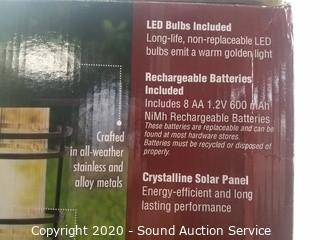 LED Bulbs Included
Long-life, non-replaceable LED
bulbs emit a warm golden light
Rechargeable Batteries
Included
Includes 8 AA 1.2V 600 mAh
NiMh Rechargeable Batteries
These batteries are replaceable and can be
found at most hardware stores.
Batteries must be recycled or disposed of
properly.
Crystalline Solar Panel
Energy-efficient and long
lasting performance
Crafted
in all-weather
stainless and
alloy metals
Copyright 2020 - Sound Auction Service